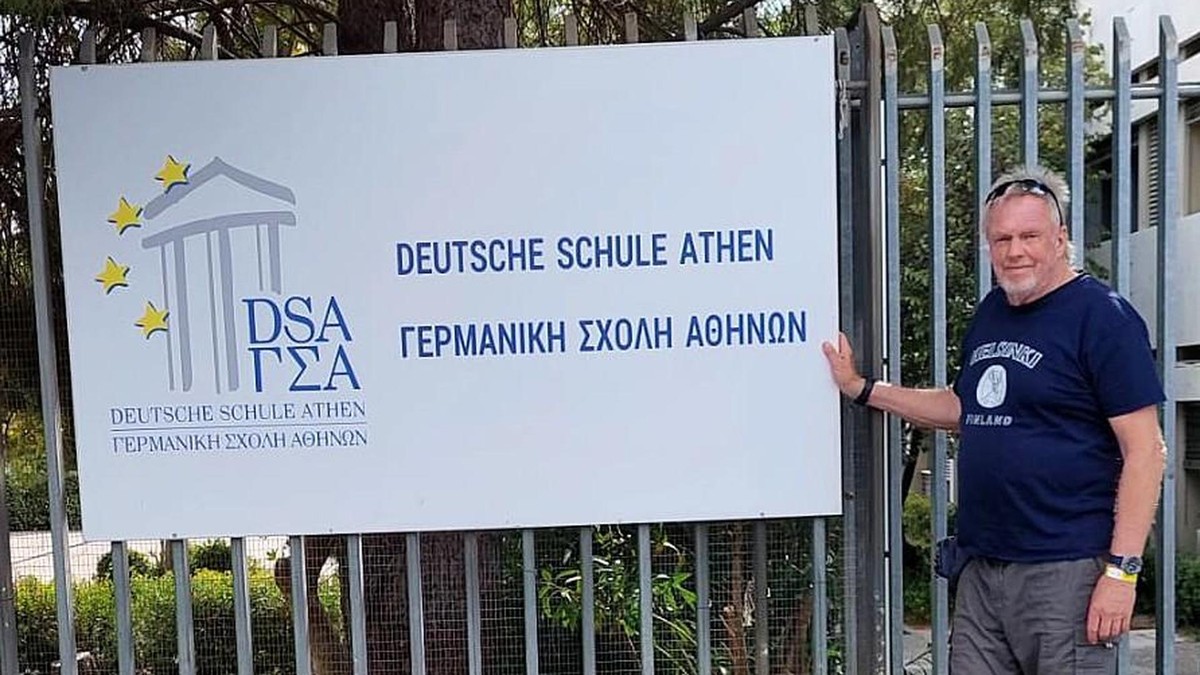 DSA
ΓΣΑ
DEUTSCHE SCHULE ATHEN
ΓΕΡΜΑΝΙΚΗ ΣΧΟΛΗ ΑΘΗΝΩΝ
DEUTSCHE SCHULE ATHEN
ΓΕΡΜΑΝΙΚΗ ΣΧΟΛΗ ΑΘΗΝΩΝ
HELSINKI
FINLAND